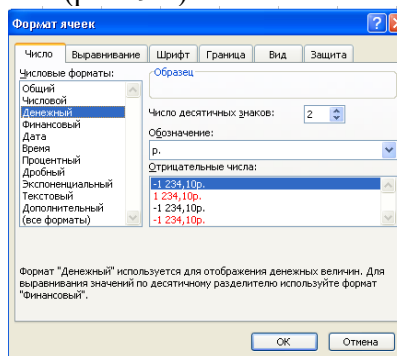 Формат ячеек
Число Выравнивание Шрифт Граница Вид Защита
Числовые форматы:
Общий
Числовой
Денежный
Финансовый
Дата
Время
Процентный
Дробный
Экспоненциальный
Текстовый
Дополнительный
(все форматы)
Образец
Число десятичных знаков: 2
Обозначение:
р.
Отрицательные числа:
-1 234,10р.
1 234,10р.
-1 234,10р.
-1 234,10р.
Формат "Денежный" используется для отображения денежных величин. Для
выравнивания значений по десятичному разделителю используйте формат
"Финансовый".
ОК Отмена